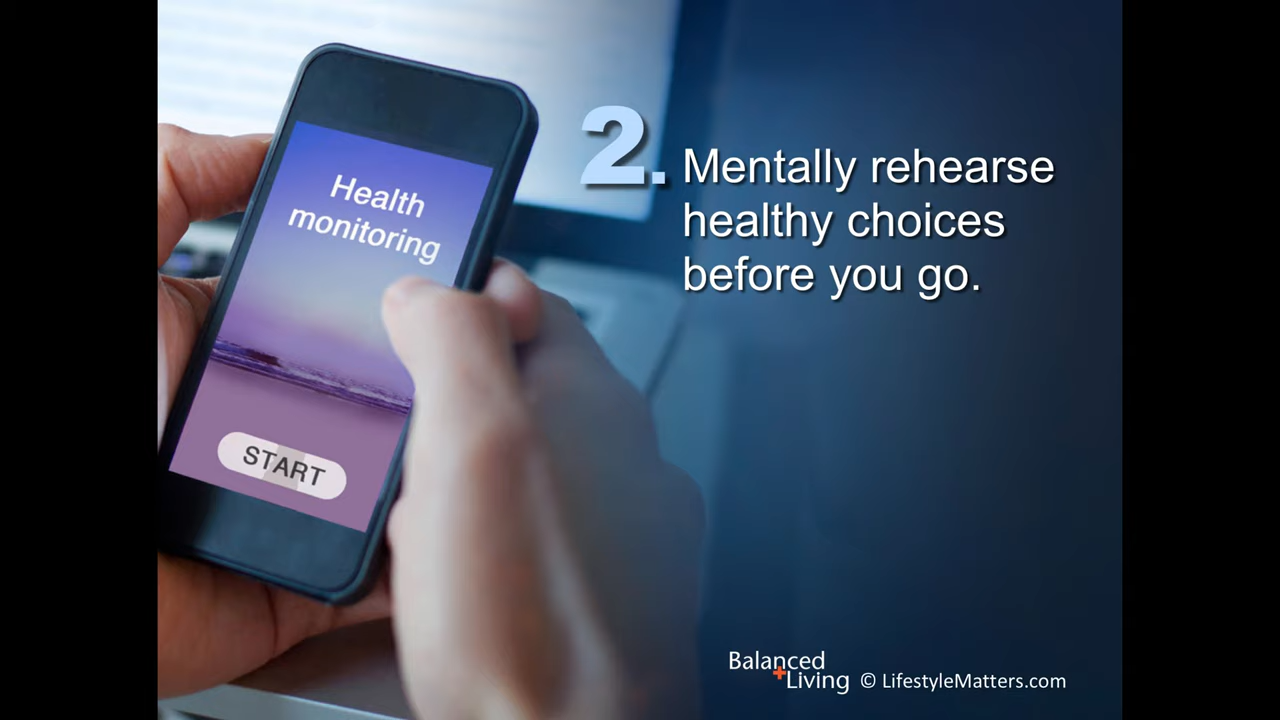 Health
monitoring
START
2. Mentally rehearse
healthy choices
before you go.
Balanced
Living © LifestyleMatters.com